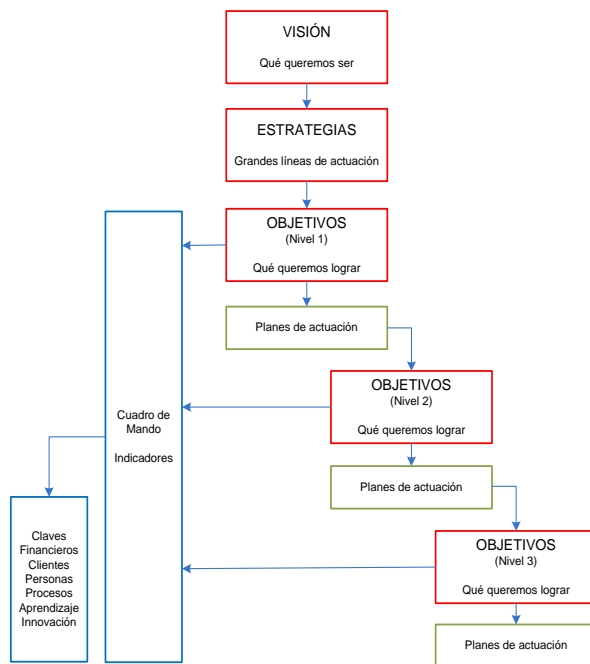 VISIÓN
Qué queremos ser
ESTRATEGIAS
Grandes líneas de actuación
OBJETIVOS
(Nivel 1)
Qué queremos lograr
Planes de actuación
OBJETIVOS
(Nivel 2)
Qué queremos lograr
Cuadro de
Mando
Indicadores
Planes de actuación
Claves
Financieros
Clientes
Personas
Procesos
Aprendizaje
Innovación
OBJETIVOS
(Nivel 3)
Qué queremos lograr
Planes de actuación